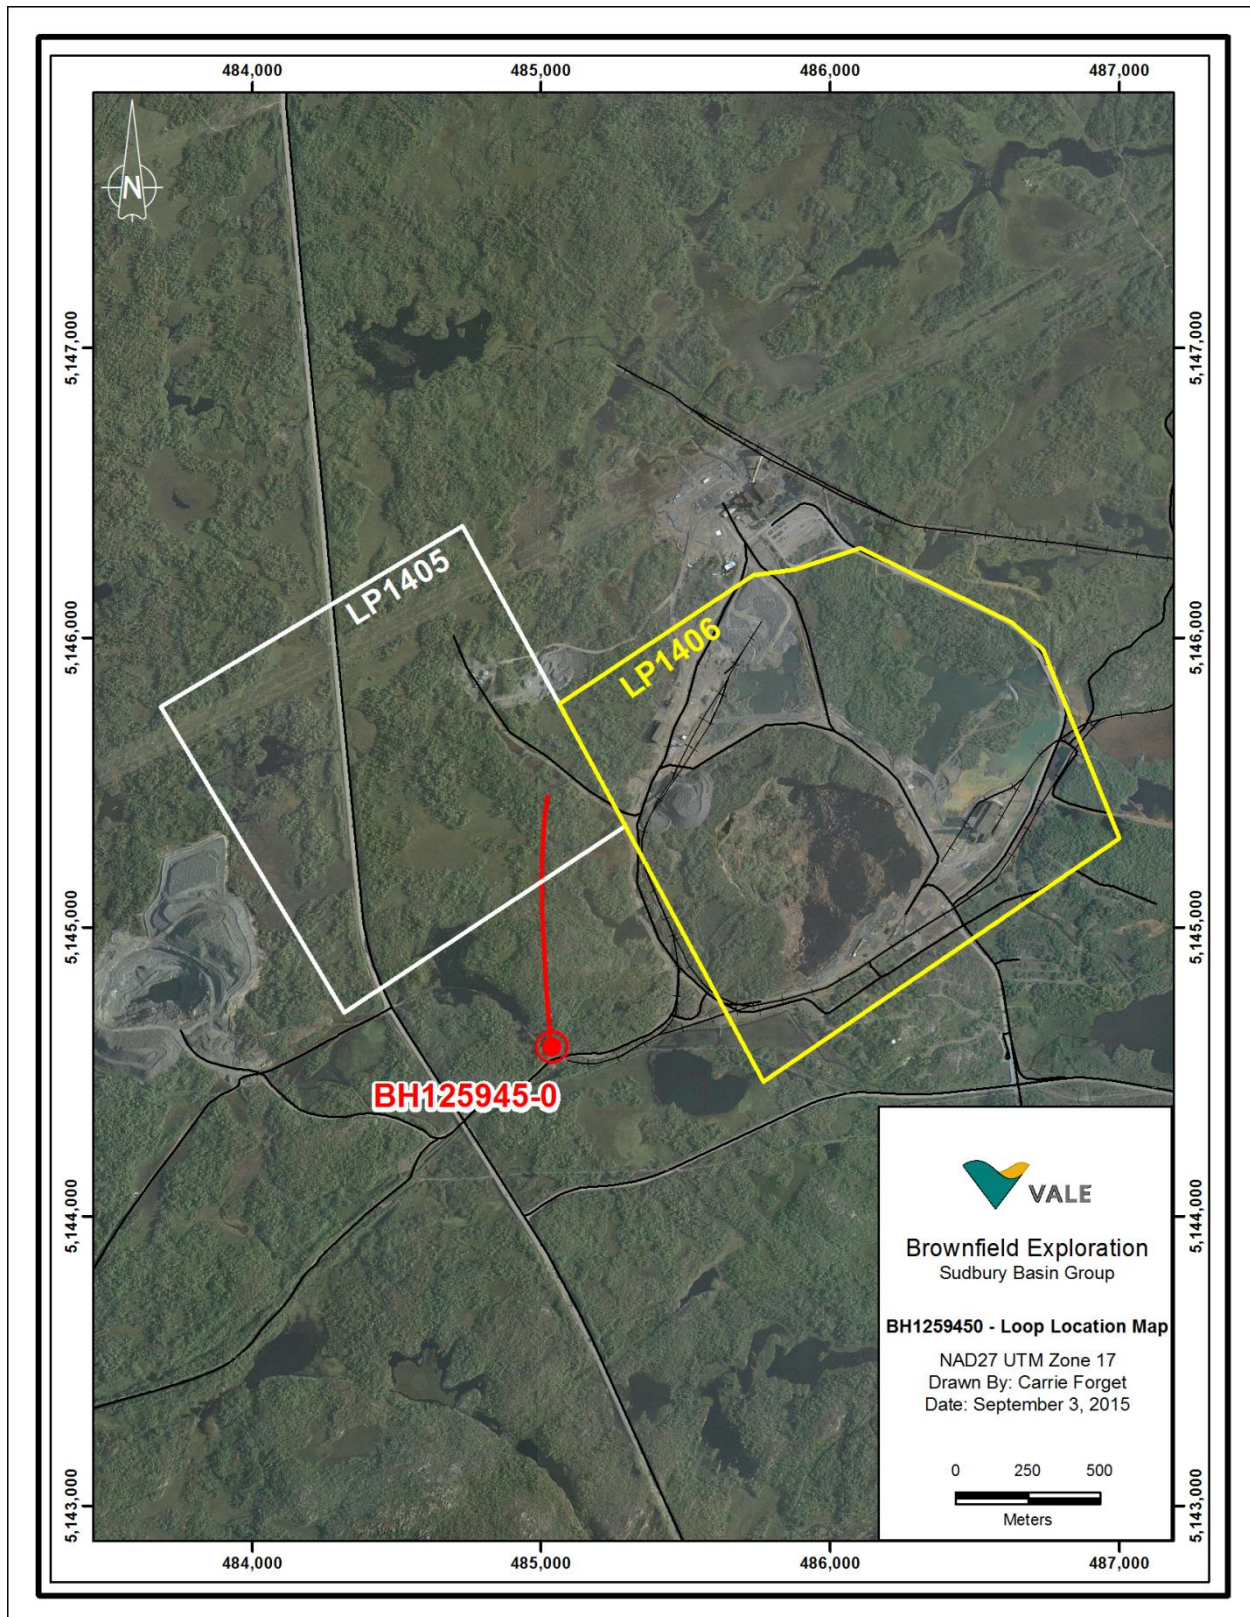 484,000
485,000
486,000
487,000
N
5,147,000
5,147,000
LP1405
LP1406
5,146,000
5,146,000
5,145,000
5,145,000
BH125945-0
5,144,000
5,144,000
VALE
Brownfield Exploration
Sudbury Basin Group
BH1259450 - Loop Location Map
NAD27 UTM Zone 17
Drawn By: Carrie Forget
Date: September 3, 2015
0 250 500
Meters
5,143,000
5,143,000
484,000
485,000
486,000
487,000